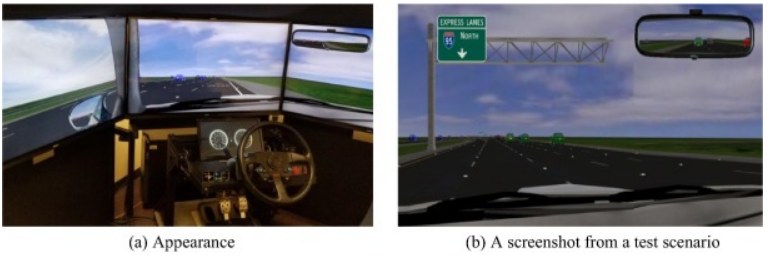 EXPRESS LANES
95 NORTH
(a) Appearance
(b) A screenshot from a test scenario